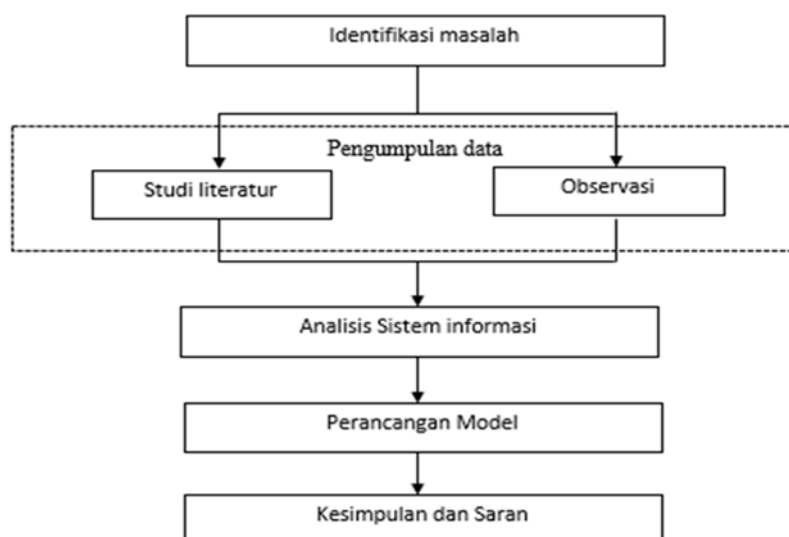 Identifikasi masalah
Pengumpulan data
Studi literatur
Observasi
Analisis Sistem informasi
Perancangan Model
Kesimpulan dan Saran